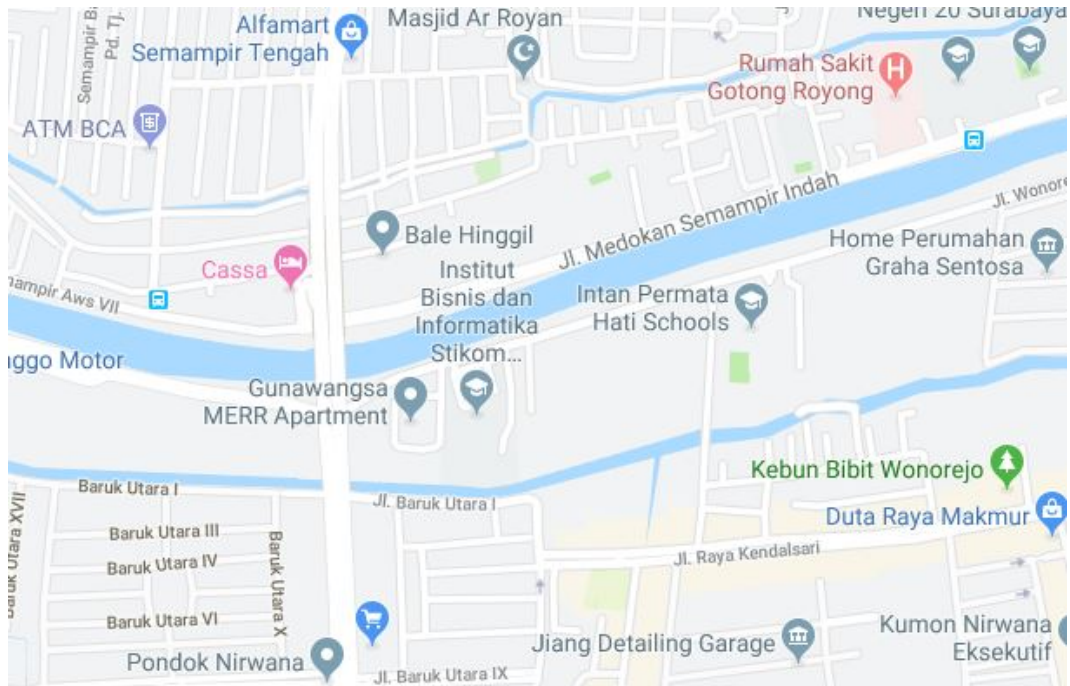 Alfamart
Semampir Tengah
Masjid Ar Royan
Negeri 20 Surabaya
Rumah Sakit
Gotong Royong
H
ATM BCA
Semampir
Pd. Tj.
Jl. Medokan Semampir Indah
Bale Hinggil
Cassa
Institut
Bisnis dan
Informatika
Stikom...
Intan Permata
Hati Schools
Home Perumahan
Graha Sentosa
Jl.
Aws VII
Motor
Gunawangsa
MERR Apartment
Kebun Bibit Wonorejo
Duta Raya Makmur
Baruk Utara I
Jl. Baruk Utara I
Baruk Utara XVII
Baruk Utara III
Baruk Utara IV
Baruk Utara X
Baruk Utara VI
Jl. Raya Kendalsari
Jiang Detailing Garage
Kumon Nirwana
Eksekutif
Pondok Nirwana
Jl. Baruk Utara IX